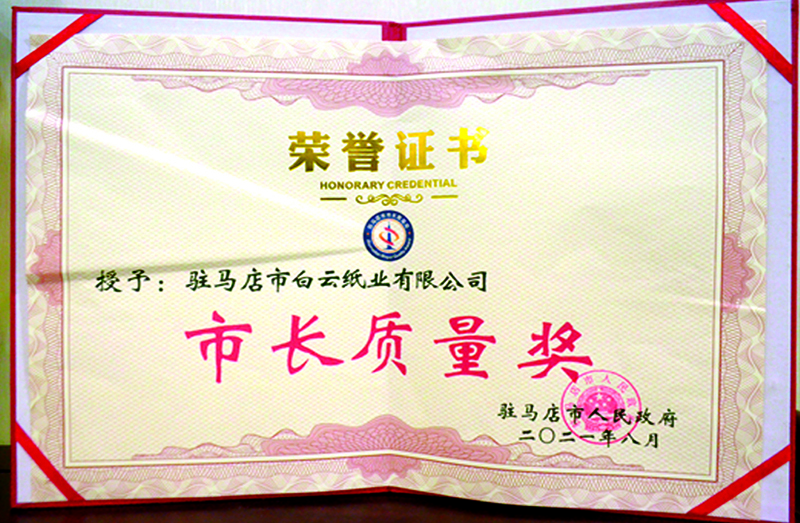 荣誉证书
HONORARY CREDENTIAL
授予：驻马店市白云纸业有限公司
市长质量奖
驻马店市人民政府
二〇二一年八月